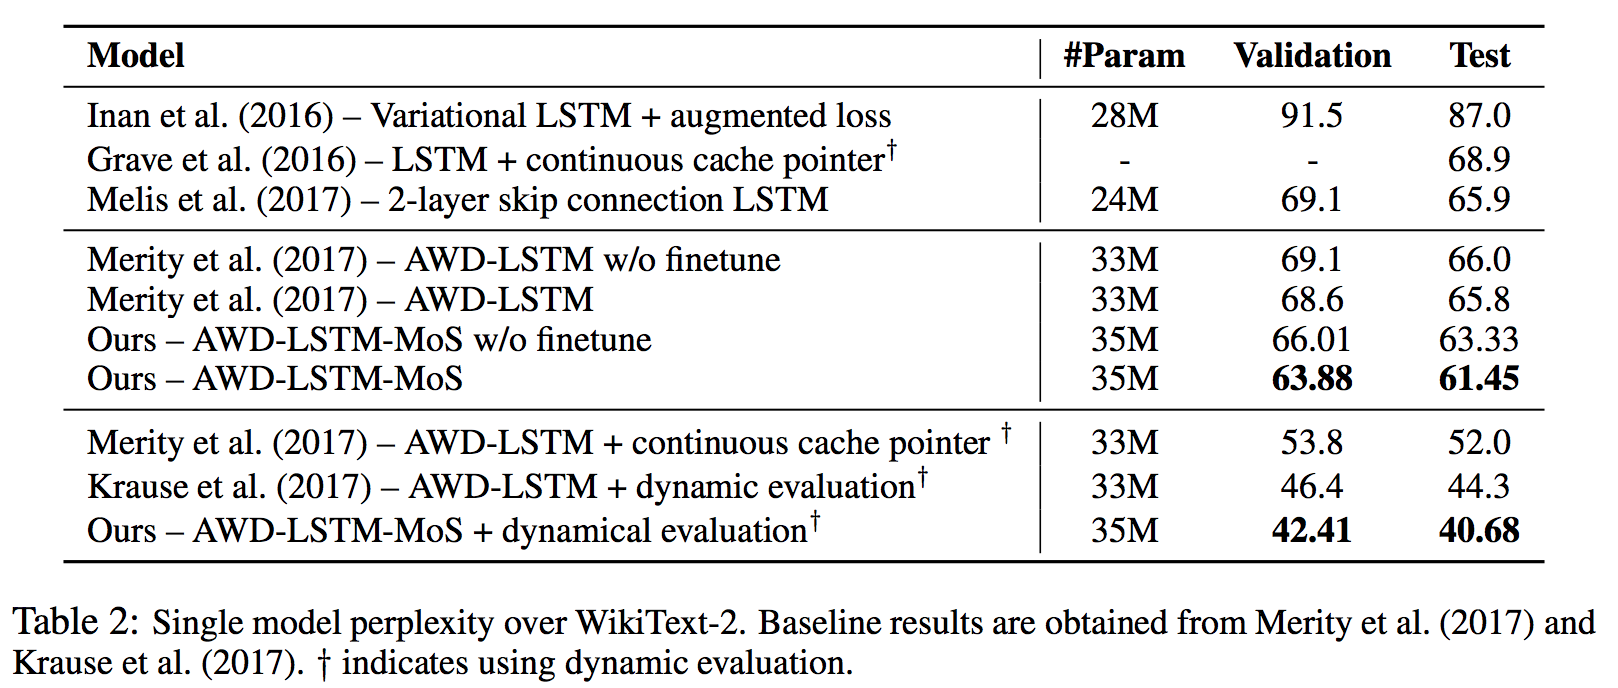 Model #Param Validation Test
Inan et al. (2016) – Variational LSTM + augmented loss 28M 91.5 87.0
Grave et al. (2016) – LSTM + continuous cache pointer† - - 68.9
Melis et al. (2017) – 2-layer skip connection LSTM 24M 69.1 65.9
Merity et al. (2017) – AWD-LSTM w/o finetune 33M 69.1 66.0
Merity et al. (2017) – AWD-LSTM 33M 68.6 65.8
Ours – AWD-LSTM-MoS w/o finetune 35M 66.01 63.33
Ours – AWD-LSTM-MoS 35M 63.88 61.45
Merity et al. (2017) – AWD-LSTM + continuous cache pointer † 33M 53.8 52.0
Krause et al. (2017) – AWD-LSTM + dynamic evaluation† 33M 46.4 44.3
Ours – AWD-LSTM-MoS + dynamical evaluation† 35M 42.41 40.68
Table 2: Single model perplexity over WikiText-2. Baseline results are obtained from Merity et al. (2017) and
Krause et al. (2017). † indicates using dynamic evaluation.